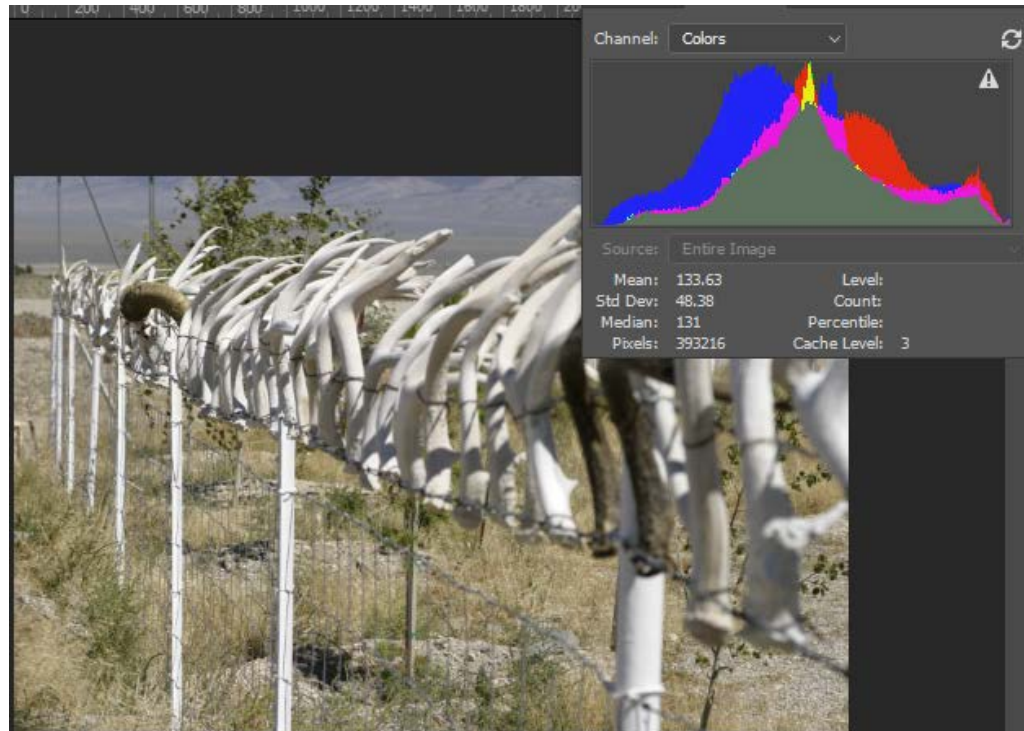 0 200 400 600 800 1000 1200 1400 1600 1800 20
Channel: Colors
Source: Entire Image
Mean: 133.63 Level:
Std Dev: 48.38 Count:
Median: 131 Percentile:
Pixels: 393216 Cache Level: 3